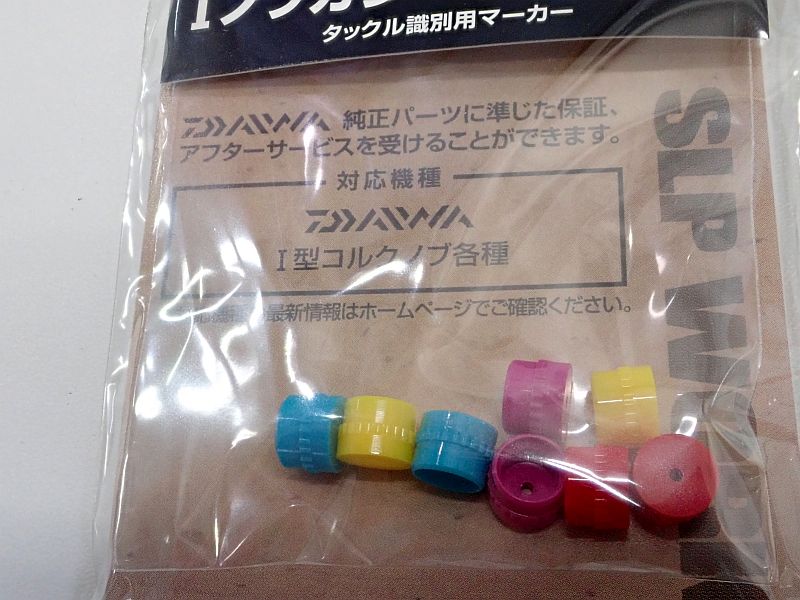 タックル識別用マーカー
DAIWA 純正パーツに準じた保証、
アフターサービスを受けることができます。
対応機種
DAIWA
I型コルクノブ各種
最新情報はホームページでご確認ください。
SLP WORKS